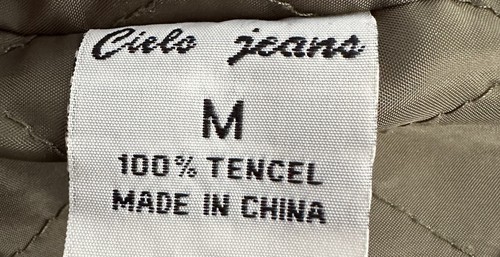 Cielo jeans
M
100% TENCEL
MADE IN CHINA